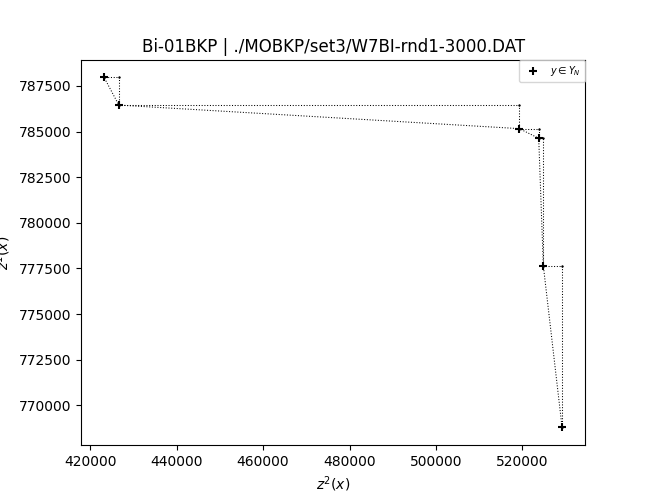 Bi-01BKP | ./MOBKP/set3/W7BI-rnd1-3000.DAT
y ∈ Y_N
787500
785000
782500
780000
777500
775000
772500
770000
z¹(x)
420000 440000 460000 480000 500000 520000
z²(x)